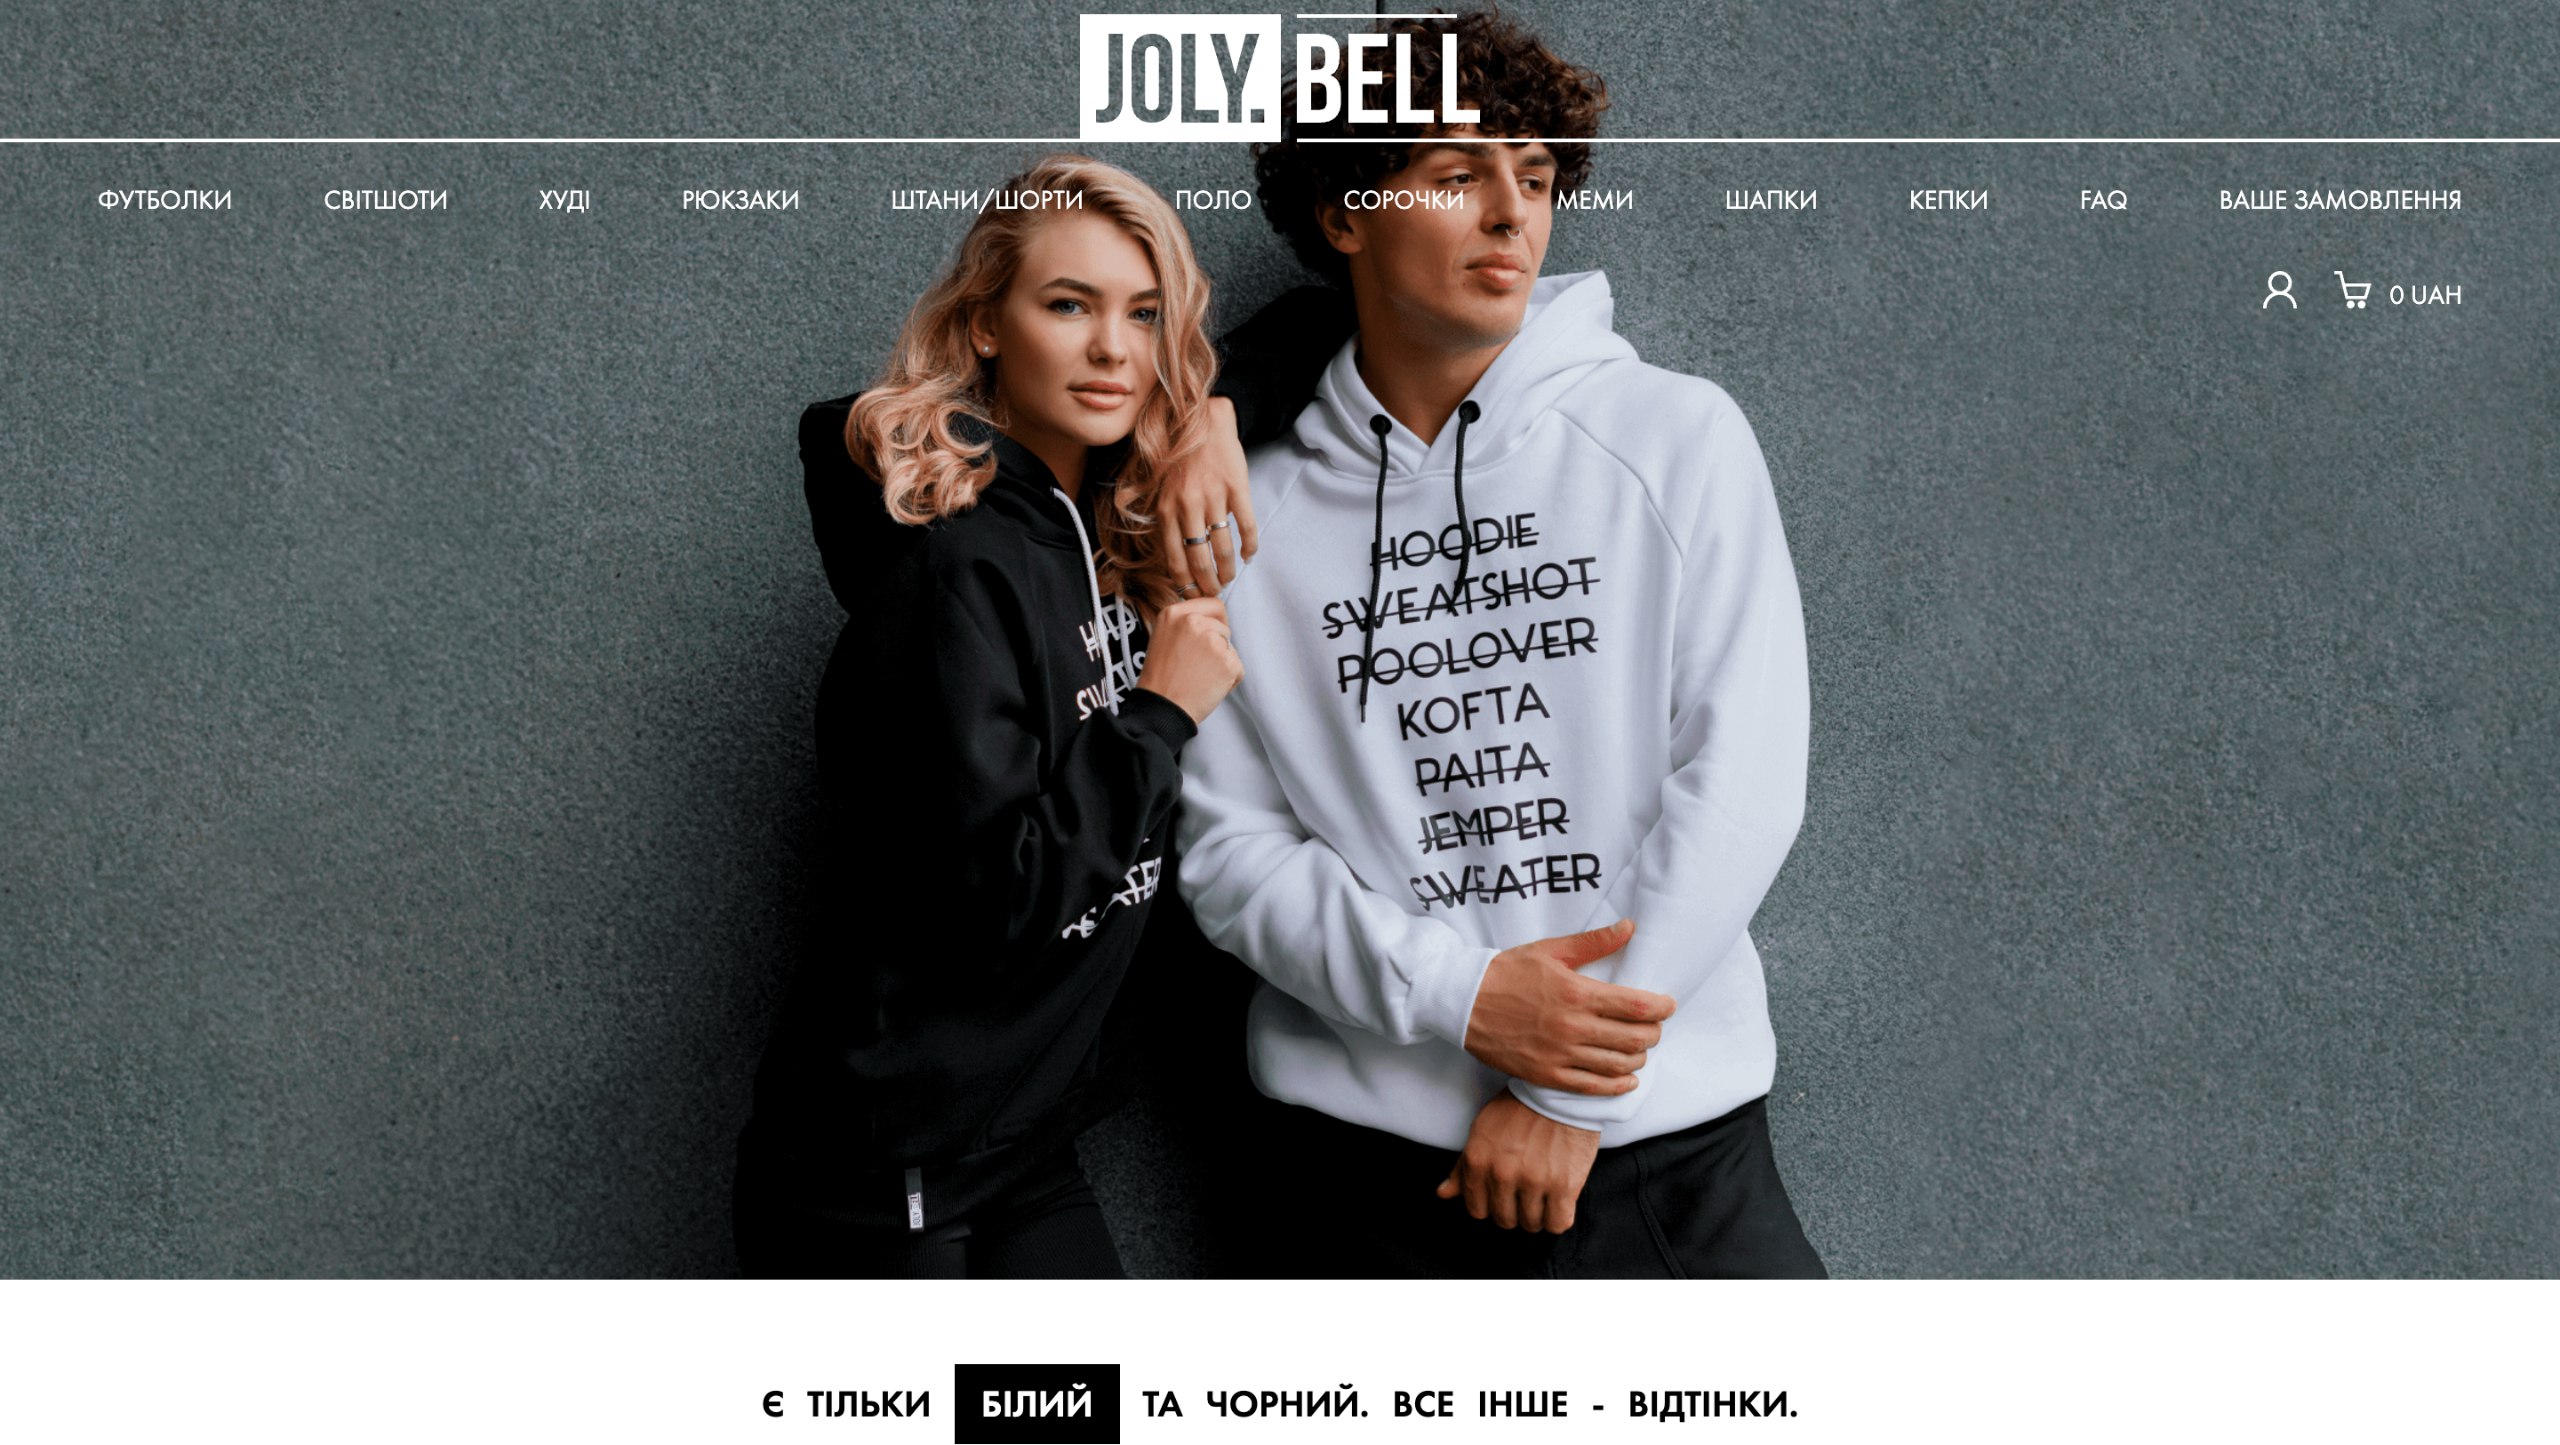 JOLY. BELL
ФУТБОЛКИ СВІТШОТИ ХУДІ РЮКЗАКИ ШТАНИ/ШОРТИ ПОЛО СОРОЧКИ МЕМИ ШАПКИ КЕПКИ FAQ ВАШЕ ЗАМОВЛЕННЯ
0 UAH
HOODIE
SWEATSHOT
POOLOVER
KOFTA
PAITA
JEMPER
SWEATER
Є ТІЛЬКИ БІЛИЙ ТА ЧОРНИЙ. ВСЕ ІНШЕ - ВІДТІНКИ.